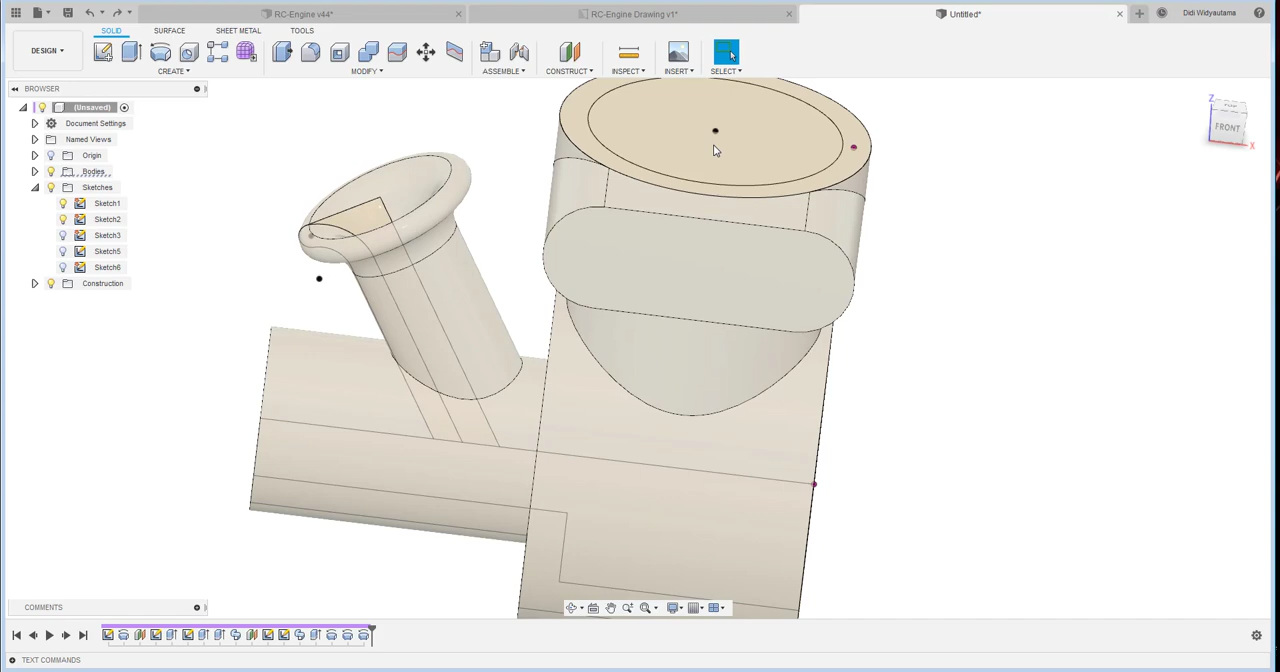 RC-Engine v44*
RC-Engine Drawing v1*
Untitled*
Didi Widyautama
SOLID
SURFACE
SHEET METAL
TOOLS
DESIGN
CREATE
MODIFY
ASSEMBLE
CONSTRUCT
INSPECT
INSERT
SELECT
BROWSER
(Unsaved)
Document Settings
Named Views
Origin
Bodies
Sketches
Sketch1
Sketch2
Sketch3
Sketch5
Sketch6
Construction
Z
TOP
FRONT
X
COMMENTS
TEXT COMMANDS